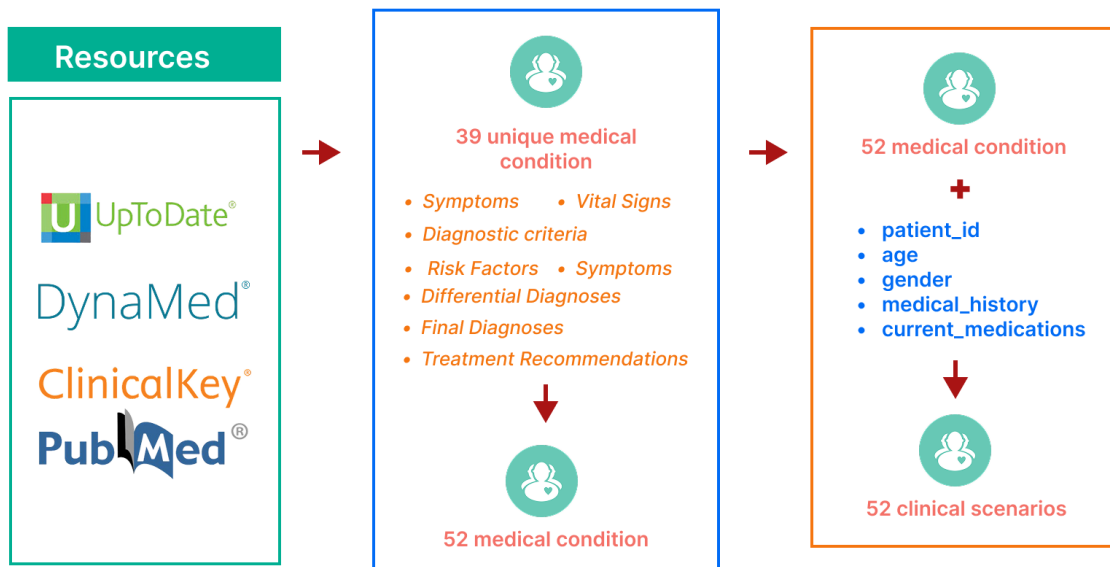 Resources
UpToDate®
DynaMed®
ClinicalKey®
PubMed®
39 unique medical
condition
• Symptoms • Vital Signs
• Diagnostic criteria
• Risk Factors • Symptoms
• Differential Diagnoses
• Final Diagnoses
• Treatment Recommendations
52 medical condition
52 medical condition
+
• patient_id
• age
• gender
• medical_history
• current_medications
52 clinical scenarios